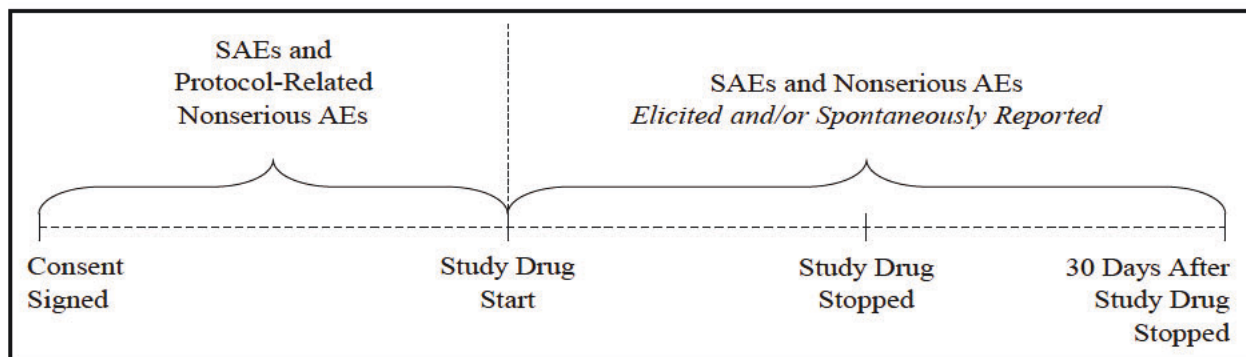 SAEs and
Protocol-Related
Nonserious AEs
SAEs and Nonserious AEs
Elicited and/or Spontaneously Reported
Consent
Signed
Study Drug
Start
Study Drug
Stopped
30 Days After
Study Drug
Stopped